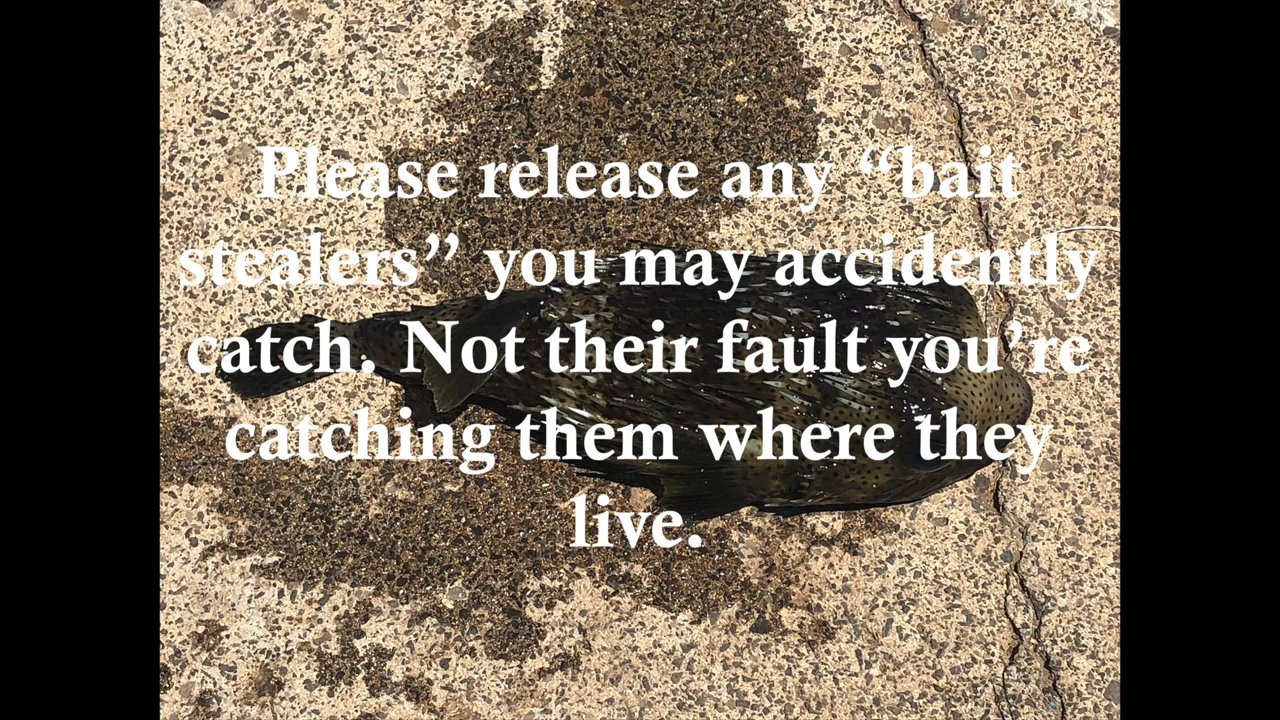 Please release any “bait
stealers” you may accidently
catch. Not their fault you’re
catching them where they
live.